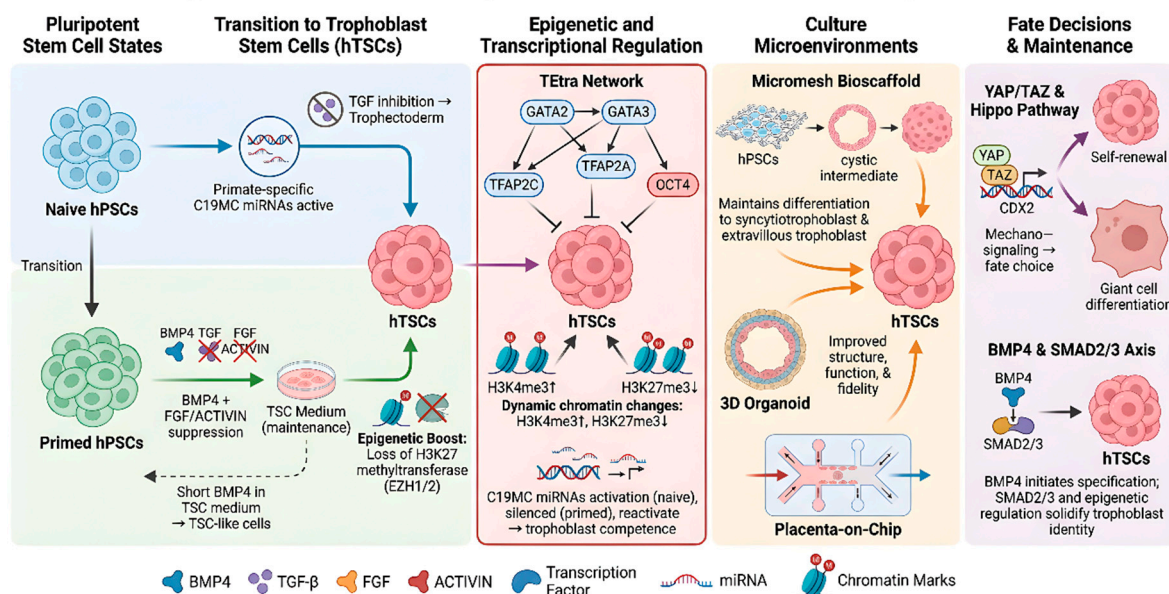 Pluripotent
Stem Cell States
Transition to Trophoblast
Stem Cells (hTSCs)
Epigenetic and
Transcriptional Regulation
Culture
Microenvironments
Fate Decisions
& Maintenance
Naive hPSCs
Transition
Primed hPSCs
Primate-specific
C19MC miRNAs active
TGF inhibition →
Trophectoderm
hTSCs
BMP4
TGF
FGF
ACTIVIN
BMP4 +
FGF/ACTIVIN
suppression
TSC Medium
(maintenance)
M
Epigenetic Boost:
Loss of H3K27
methyltransferase
(EZH1/2)
Short BMP4 in
TSC medium
→ TSC-like cells
TEtra Network
GATA2
GATA3
TFAP2C
TFAP2A
OCT4
hTSCs
M
M
M
M
H3K4me3↑
H3K27me3↓
Dynamic chromatin changes:
H3K4me3↑, H3K27me3↓
C19MC miRNAs activation (naive),
silenced (primed), reactivate
→ trophoblast competence
Micromesh Bioscaffold
hPSCs
cystic
intermediate
Maintains differentiation
to syncytiotrophoblast &
extravillous trophoblast
hTSCs
3D Organoid
Improved
structure,
function, &
fidelity
Placenta-on-Chip
YAP/TAZ &
Hippo Pathway
YAP
TAZ
CDX2
Mechano—
signaling →
fate choice
Self-renewal
Giant cell
differentiation
BMP4 & SMAD2/3 Axis
BMP4
SMAD2/3
hTSCs
BMP4 initiates specification;
SMAD2/3 and epigenetic
regulation solidify trophoblast
identity
BMP4
TGF-β
FGF
ACTIVIN
Transcription
Factor
miRNA
M
M
Chromatin Marks